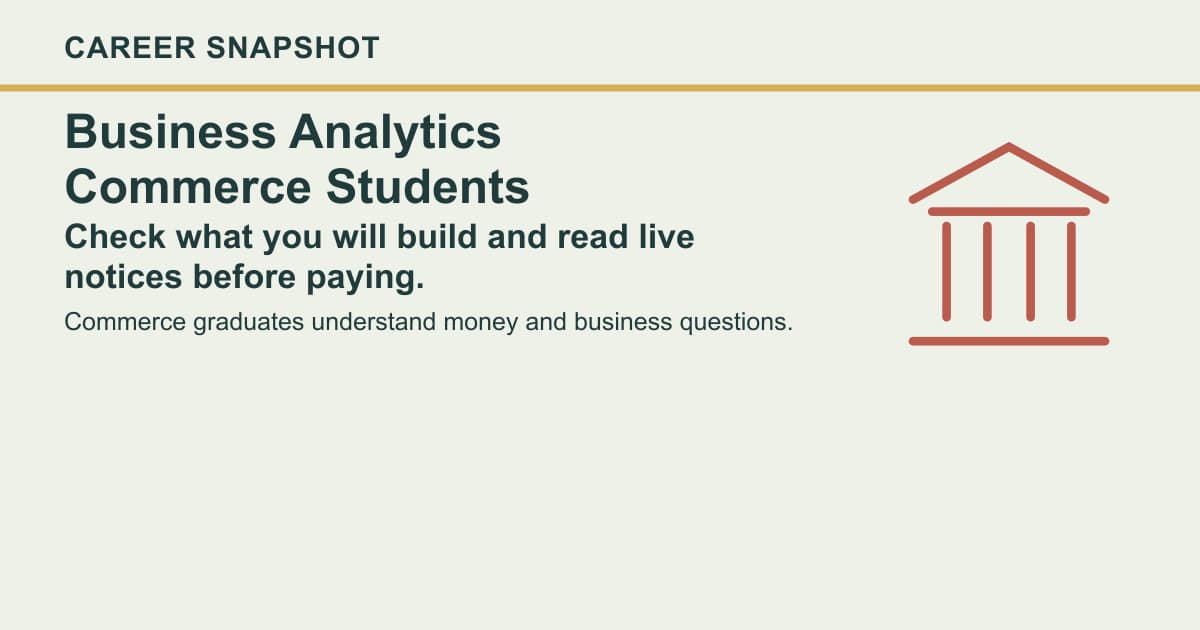 CAREER SNAPSHOT
Business Analytics
Commerce Students
Check what you will build and read live
notices before paying.
Commerce graduates understand money and business questions.